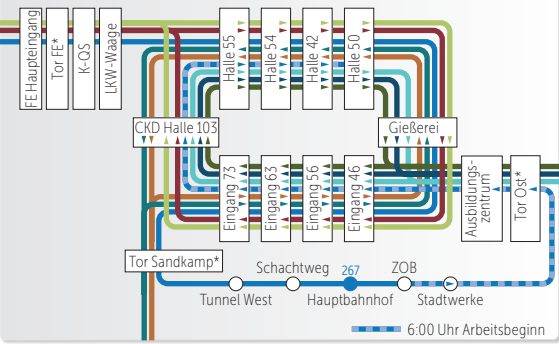 FE Haupteingang
Tor FE*
K-QS
LKW-Waage
Halle 55
Halle 54
Halle 42
Halle 50
CKD Halle 103
Gießerei
Eingang 73
Eingang 63
Eingang 56
Eingang 46
Ausbildungs-
zentrum
Tor Ost*
Tor Sandkamp*
Schachtweg
267
ZOB
Tunnel West
Hauptbahnhof
Stadtwerke
6:00 Uhr Arbeitsbeginn